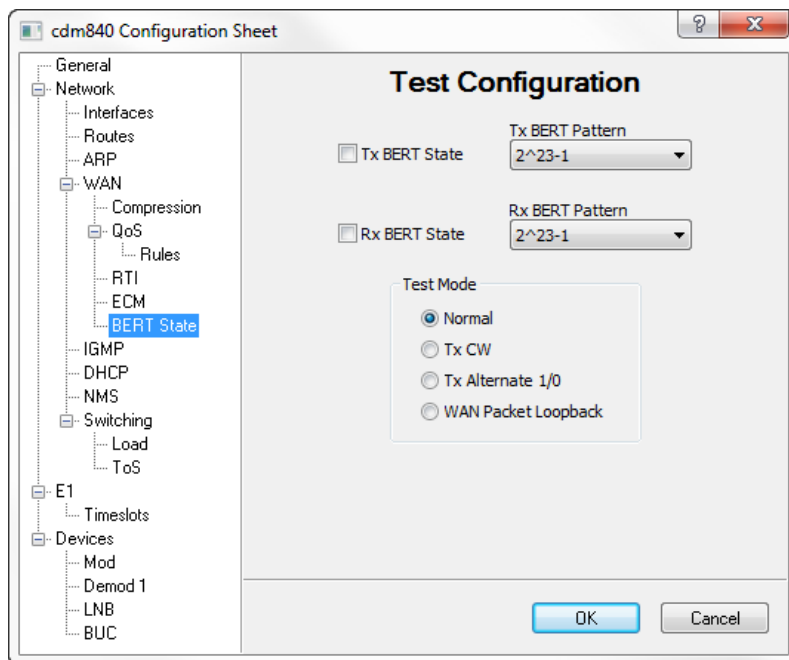 cdm840 Configuration Sheet
General
Network
Interfaces
Routes
ARP
WAN
Compression
QoS
Rules
RTI
ECM
BERT State
IGMP
DHCP
NMS
Switching
Load
ToS
E1
Timeslots
Devices
Mod
Demod 1
LNB
BUC
Test Configuration
Tx BERT Pattern
Tx BERT State
2^23-1
Rx BERT Pattern
Rx BERT State
2^23-1
Test Mode
Normal
Tx CW
Tx Alternate 1/0
WAN Packet Loopback
OK
Cancel